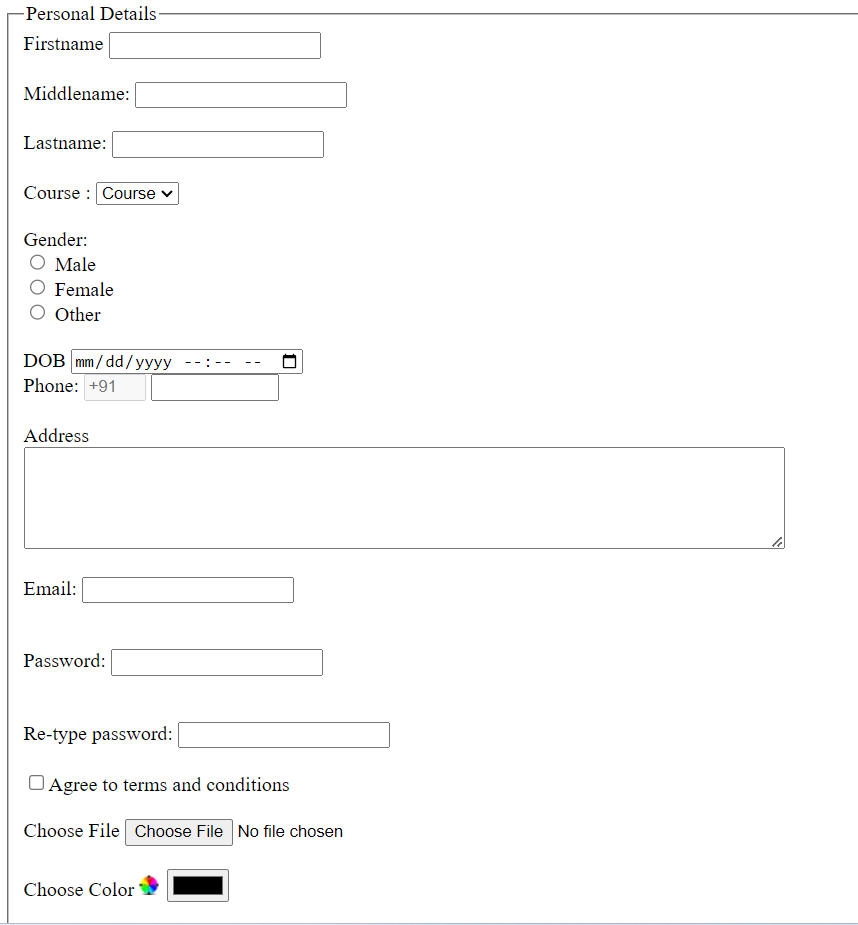 Personal Details
Firstname
Middlename:
Lastname:
Course : Course
Gender:
Male
Female
Other
DOB mm/dd/yyyy --:-- --
Phone: +91
Address
Email:
Password:
Re-type password:
Agree to terms and conditions
Choose File Choose File No file chosen
Choose Color